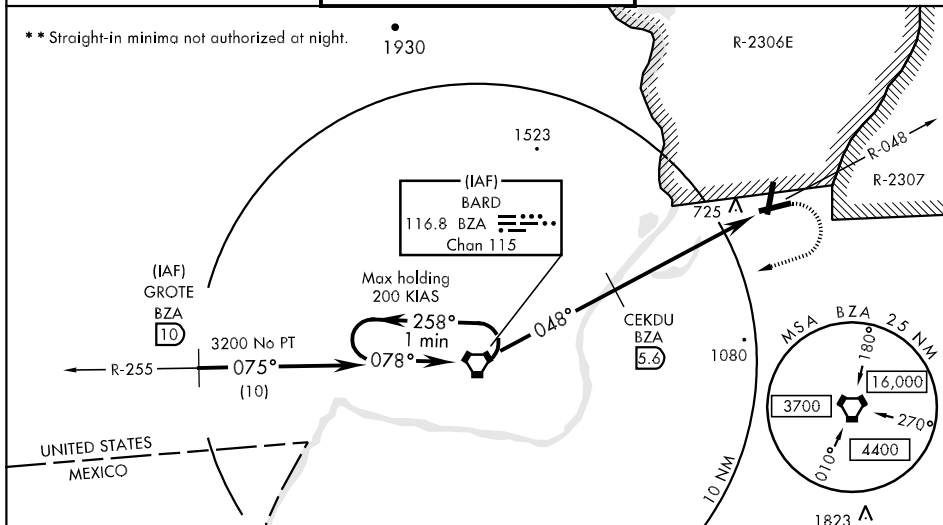 * * Straight-in minima not authorized at night.
1930
R-2306E
1523
R-048
R-2307
(IAF)
BARD
116.8 BZA
Chan 115
725
(IAF)
GROTE
BZA
10
Max holding
200 KIAS
258°
1 min
078°
048°
CEKDU
BZA
5.6
1080
3200 No PT
R-255
075°
(10)
MSA BZA 25 NM
180°
16,000
3700
270°
010°
4400
UNITED STATES
MEXICO
10 NM
1823